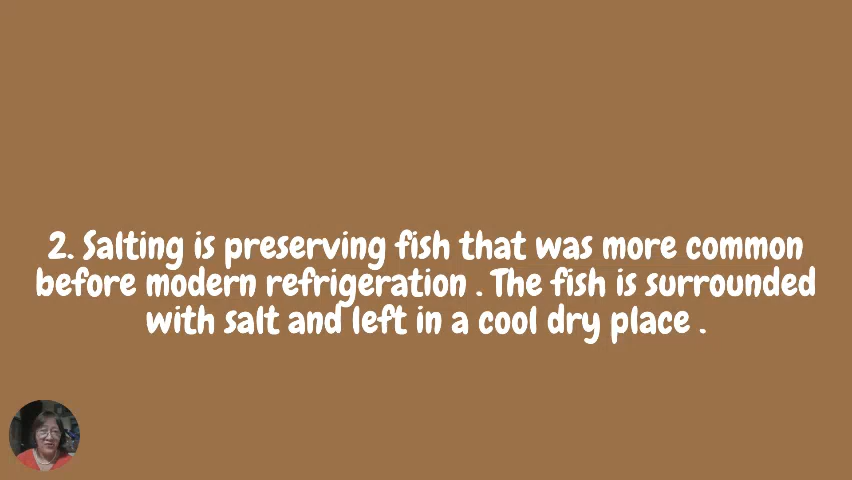 2. Salting is preserving fish that was more common
before modern refrigeration . The fish is surrounded
with salt and left in a cool dry place .